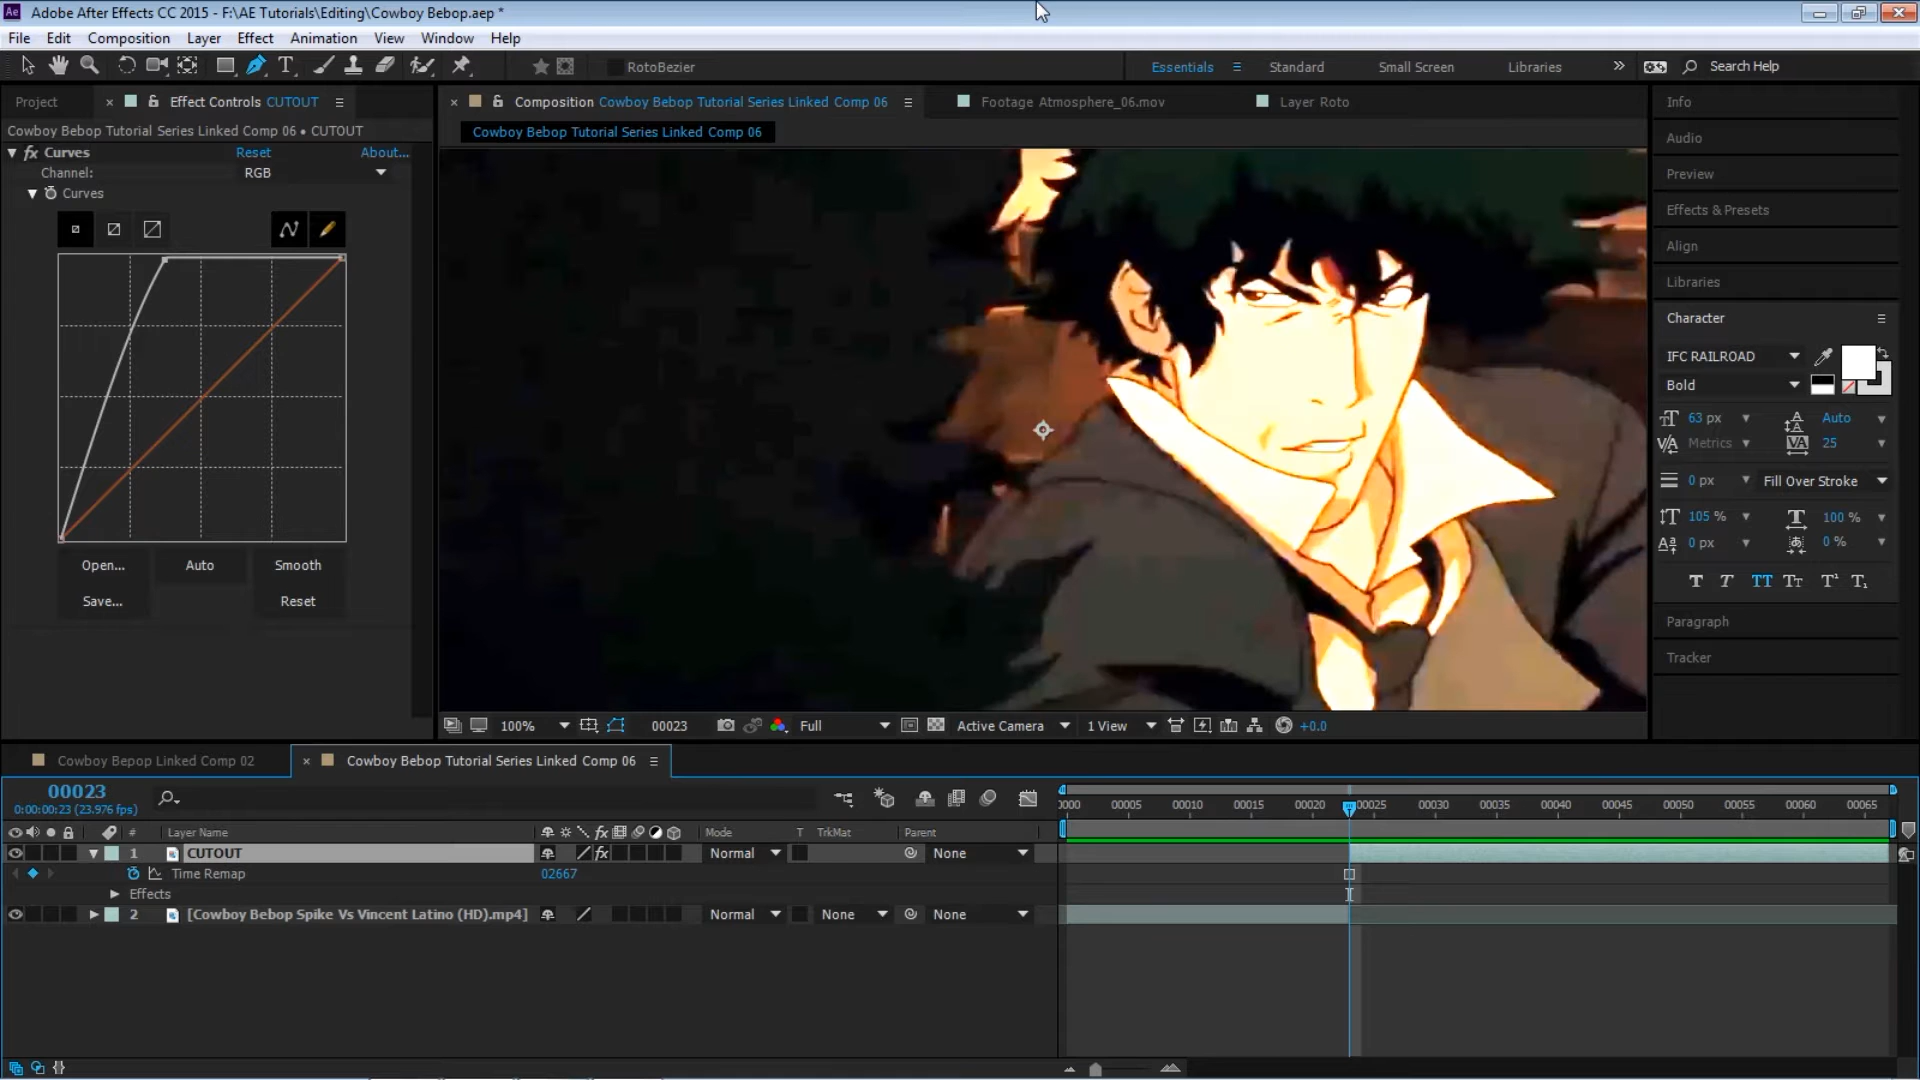 Adobe After Effects CC 2015 - F:\AE Tutorials\Editing\Cowboy Bebop.aep *
File Edit Composition Layer Effect Animation View Window Help
RotoBezier Essentials Standard Small Screen Libraries Search Help
Project Effect Controls CUTOUT Composition Cowboy Bebop Tutorial Series Linked Comp 06 Footage Atmosphere_06.mov Layer Roto Info
Cowboy Bebop Tutorial Series Linked Comp 06 • CUTOUT Cowboy Bebop Tutorial Series Linked Comp 06 Audio
fx Curves Reset About...
Channel: RGB Preview
Curves
Effects & Presets
Align
Libraries
Character
IFC RAILROAD
Bold
63 px Auto
Metrics 25
0 px Fill Over Stroke
105 % 100 %
0 px 0 %
Open... Auto Smooth
T T TT Tt T¹ T₁
Save... Reset
Paragraph
Tracker
100% 00023 Full Active Camera 1 View +0.0
Cowboy Bepop Linked Comp 02 Cowboy Bebop Tutorial Series Linked Comp 06
00023
0:00:00:23 (23.976 fps)
0000 00005 00010 00015 00020 00025 00030 00035 00040 00045 00050 00055 00060 00065
# Layer Name fx Mode T TrkMat Parent
1 CUTOUT fx Normal None
Time Remap 02667
Effects
2 [Cowboy Bebop Spike Vs Vincent Latino (HD).mp4] Normal None None